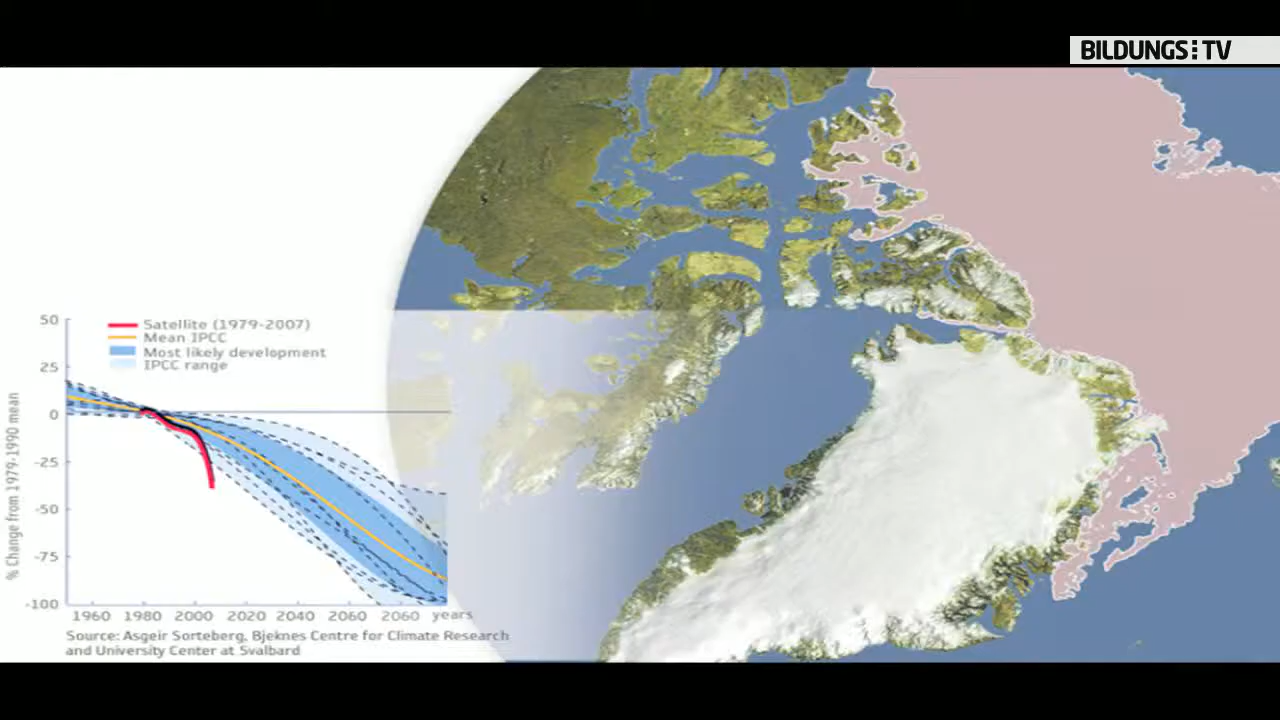 BILDUNGS:TV
50
Satellite (1979-2007)
Mean IPCC
Most likely development
IPCC range
25
0
-25
-50
-75
-100
% Change from 1979-1990 mean
1960 1980 2000 2020 2040 2060 2060 years
Source: Asgeir Sorteberg, Bjeknes Centre for Climate Research
and University Center at Svalbard